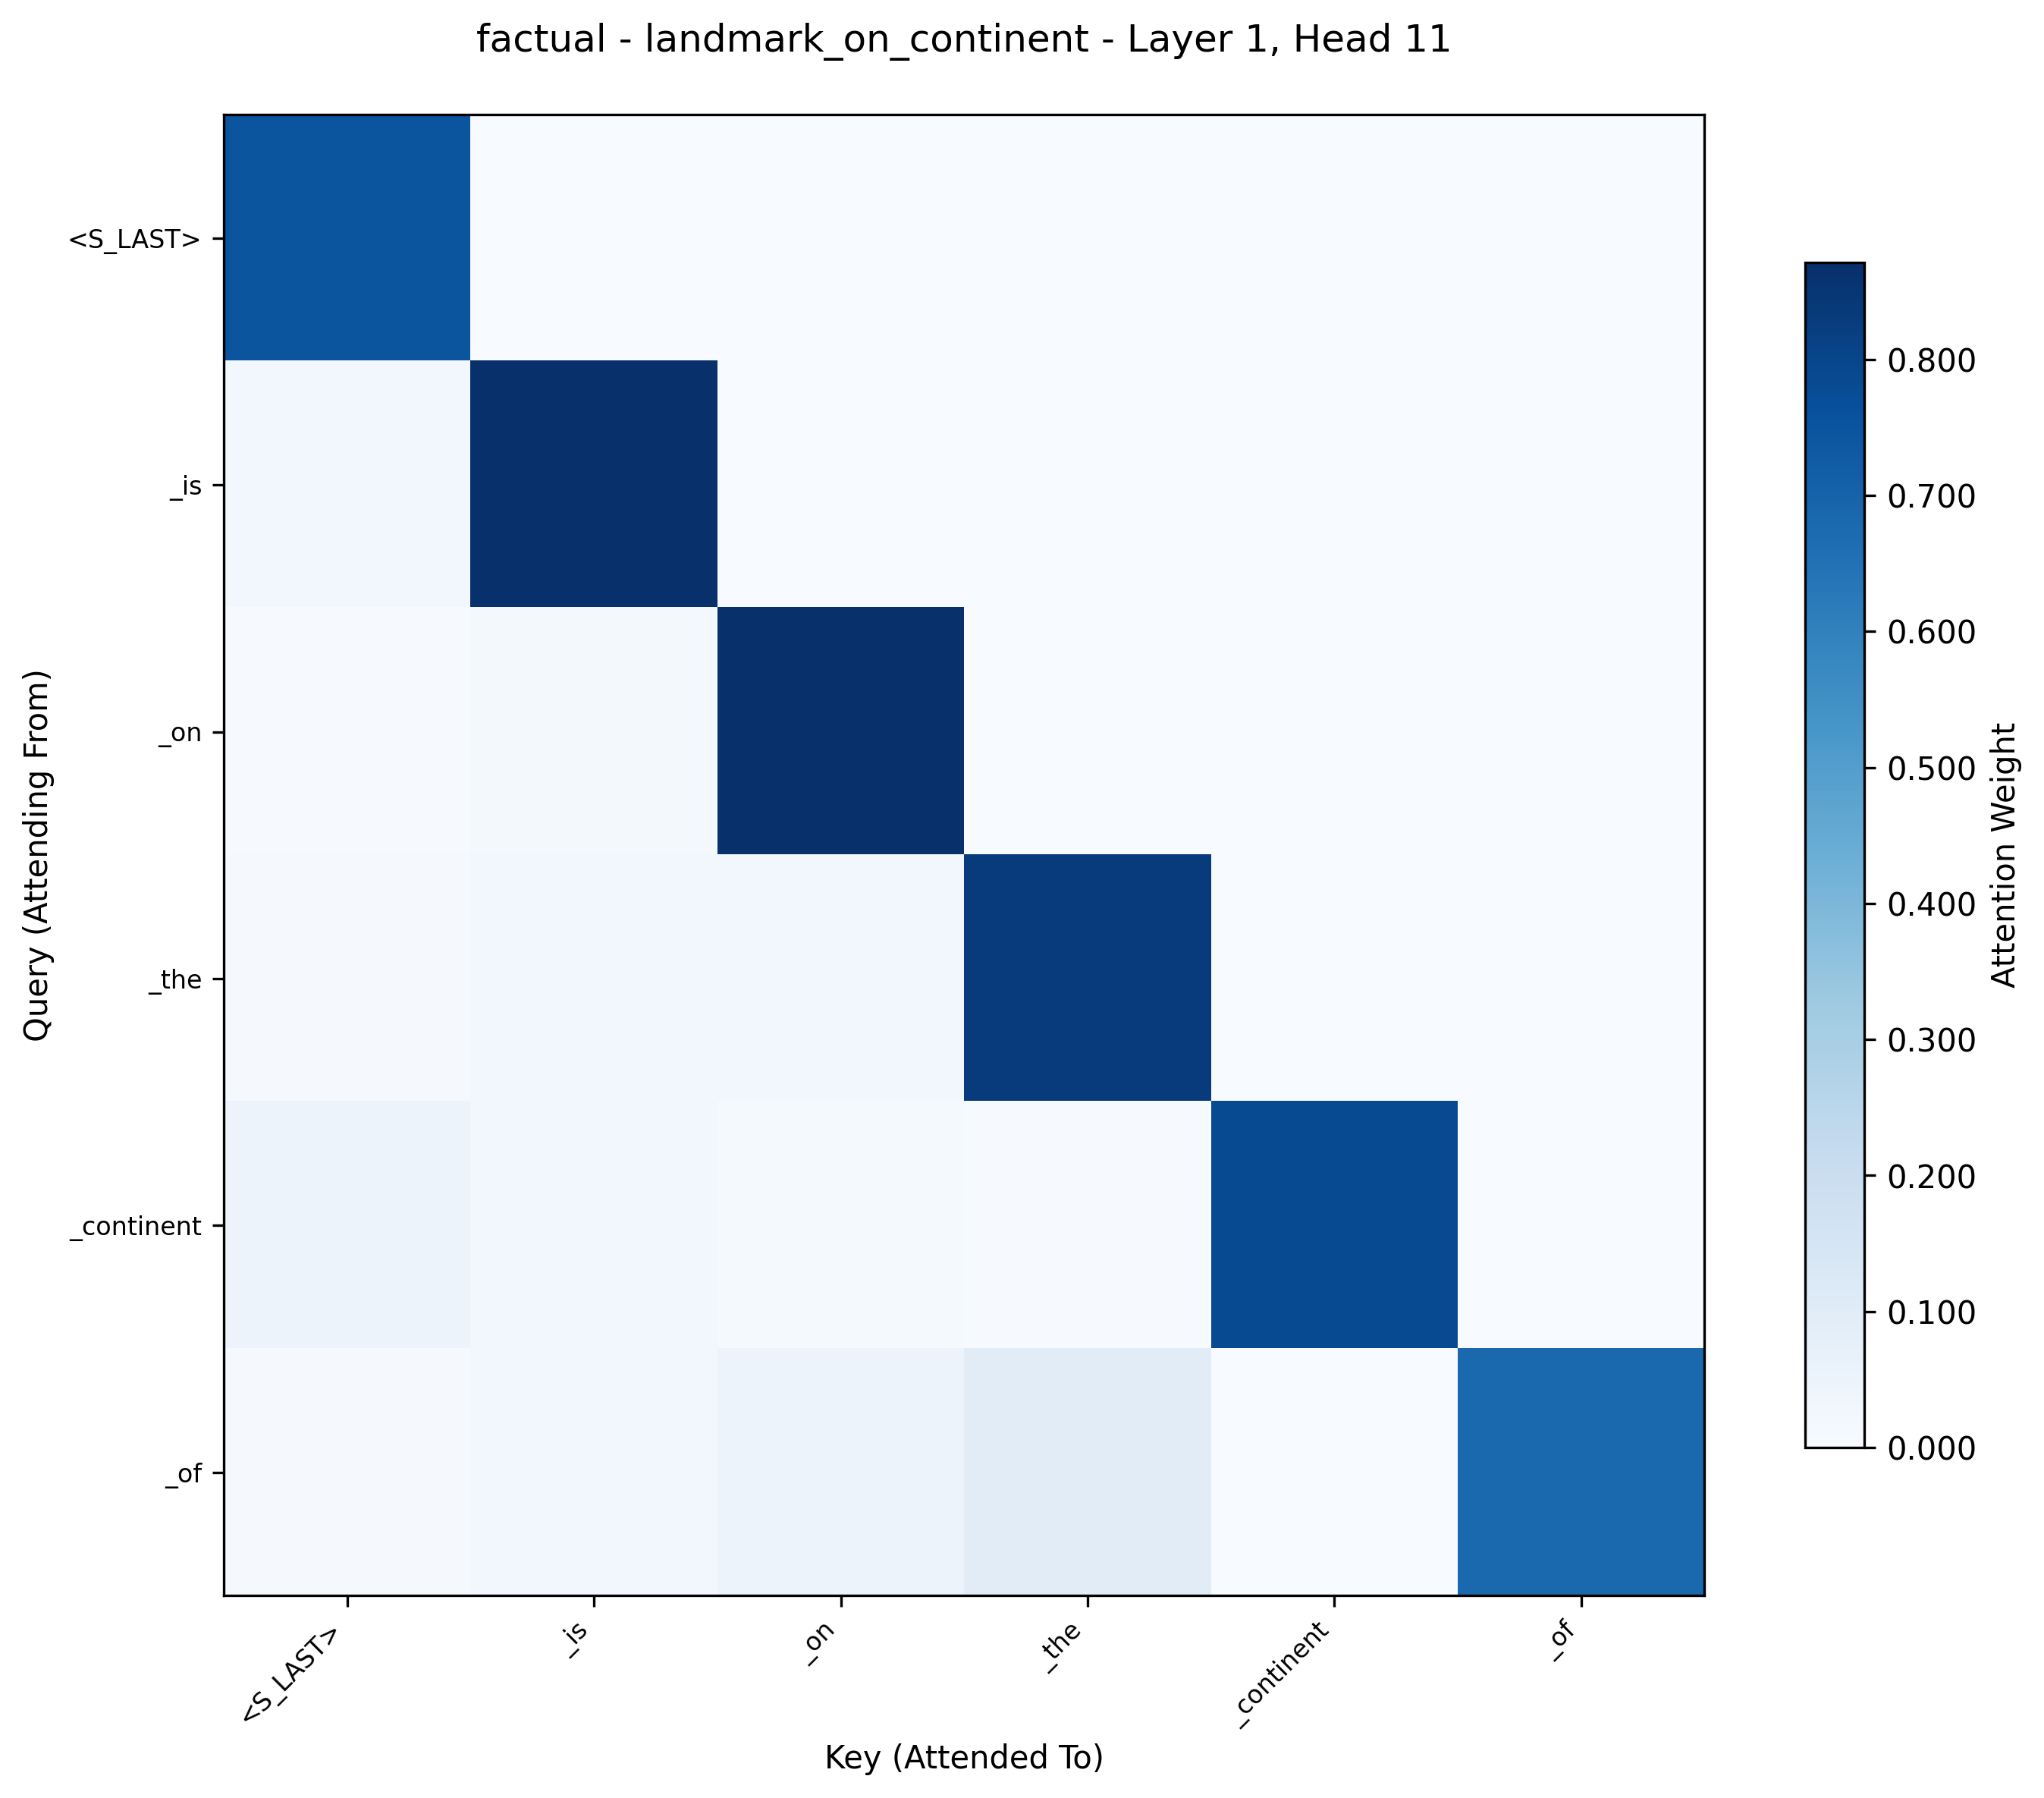 factual - landmark_on_continent - Layer 1, Head 11
Query (Attending From)
<S_LAST>
_is
_on
_the
_continent
_of
<S_LAST>
_is
_on
_the
_continent
_of
Key (Attended To)
0.800
0.700
0.600
0.500
0.400
0.300
0.200
0.100
0.000
Attention Weight